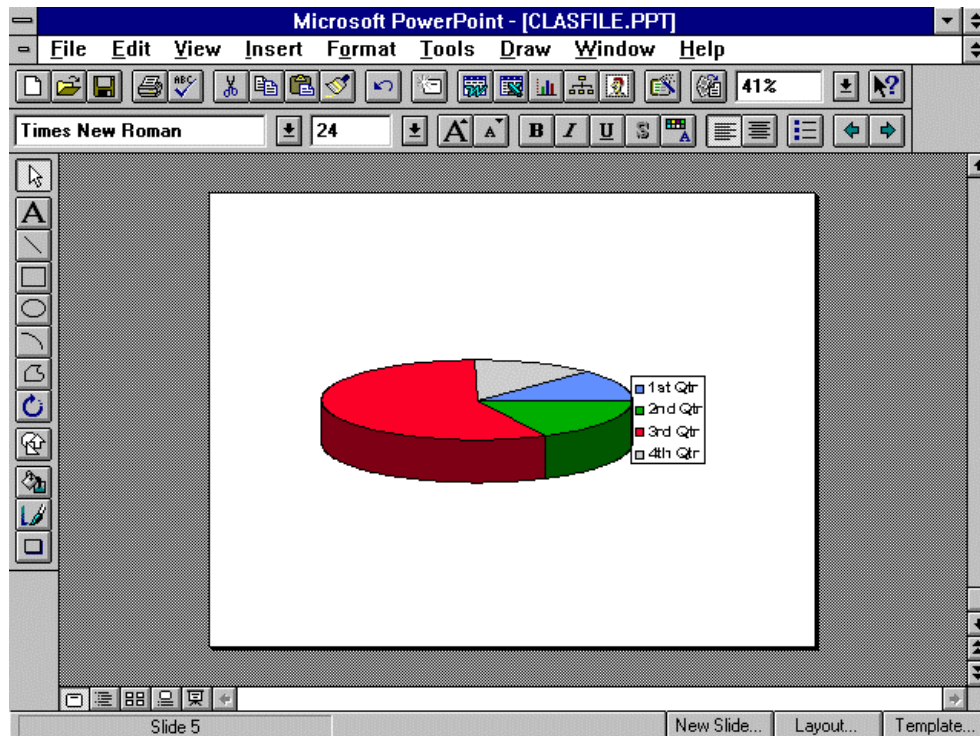 Microsoft PowerPoint - [CLASFILE.PPT]
File Edit View Insert Format Tools Draw Window Help
ABC 41% ?
Times New Roman 24 A A B I U S A
A
1st Qtr
2nd Qtr
3rd Qtr
4th Qtr
Slide 5 New Slide... Layout... Template...